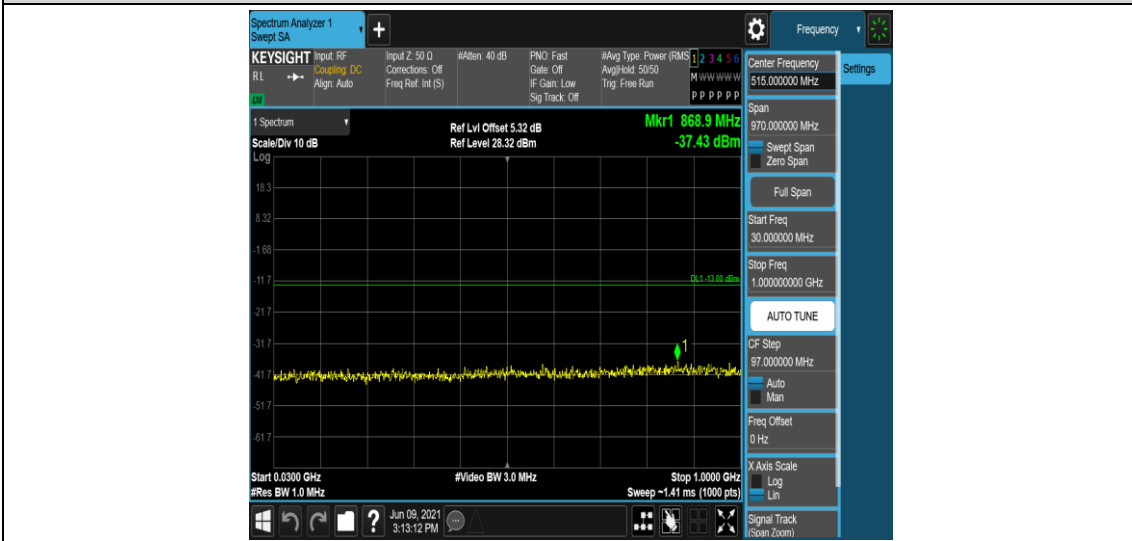 Spectrum Analyzer 1
Swept SA
+
Frequency
KEYSIGHT
RL
Input: RF
Coupling: DC
Align: Auto
Input Z: 50 Ω
Corrections: Off
Freq Ref: Int (S)
#Atten: 40 dB
PNO: Fast
Gate: Off
IF Gain: Low
Sig Track: Off
#Avg Type: Power (RMS
Avg|Hold: 50/50
Trig: Free Run
1 2 3 4 5 6
M W W W W W
P P P P P P
Center Frequency
515.000000 MHz
Settings
Span
970.000000 MHz
Swept Span
Zero Span
Full Span
Start Freq
30.000000 MHz
Stop Freq
1.000000000 GHz
AUTO TUNE
CF Step
97.000000 MHz
Auto
Man
Freq Offset
0 Hz
X Axis Scale
Log
Lin
Signal Track
(Span Zoom)
1 Spectrum
Scale/Div 10 dB
Log
Ref Lvl Offset 5.32 dB
Ref Level 28.32 dBm
Mkr1 868.9 MHz
-37.43 dBm
18.3
8.32
-1.68
-11.7
DL1 -13.00 dBm
-21.7
-31.7
1
-41.7
-51.7
-61.7
Start 0.0300 GHz
#Video BW 3.0 MHz
Stop 1.0000 GHz
#Res BW 1.0 MHz
Sweep ~1.41 ms (1000 pts)
?
Jun 09, 2021
3:13:12 PM